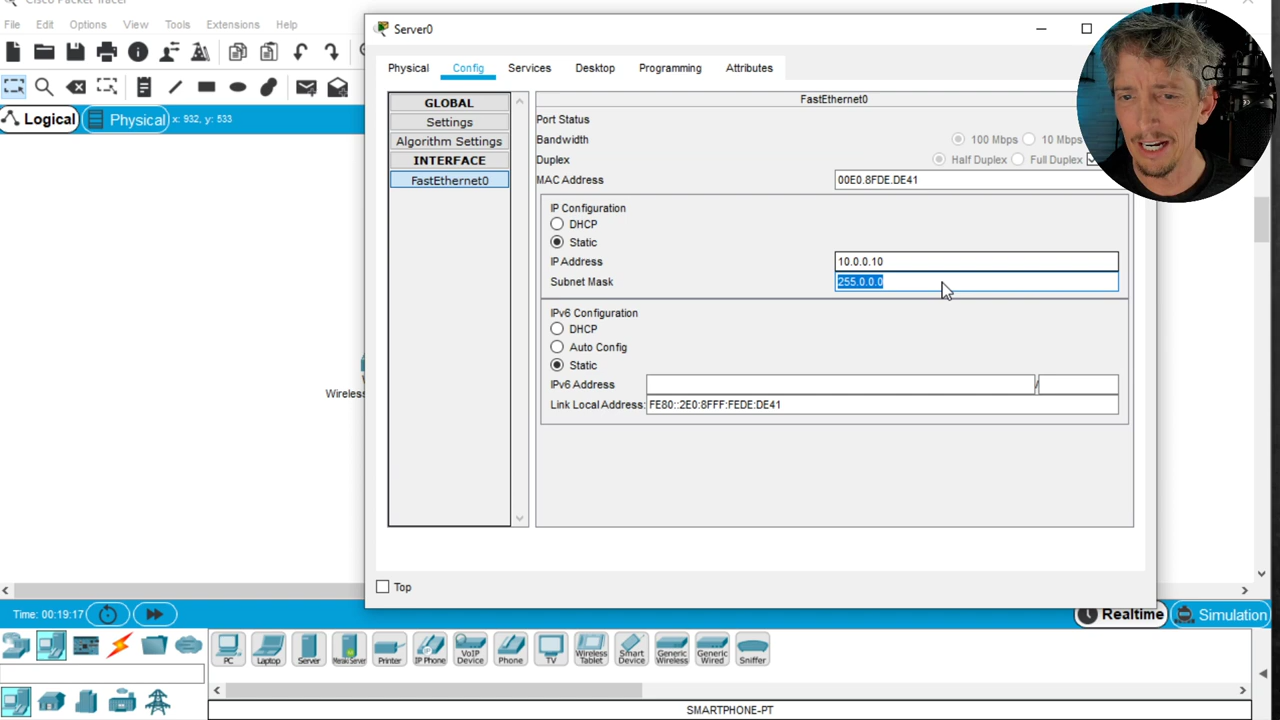 Cisco Packet Tracer
File Edit Options View Tools Extensions Help
Logical Physical x: 932, y: 533
Server0
Physical Config Services Desktop Programming Attributes
GLOBAL
Settings
Algorithm Settings
INTERFACE
FastEthernet0
FastEthernet0
Port Status
Bandwidth 100 Mbps 10 Mbps
Duplex Half Duplex Full Duplex
MAC Address 00E0.8FDE.DE41
IP Configuration
DHCP
Static
IP Address 10.0.0.10
Subnet Mask 255.0.0.0
IPv6 Configuration
DHCP
Auto Config
Static
IPv6 Address /
Link Local Address: FE80::2E0:8FFF:FEDE:DE41
Wireless
Top
Time: 00:19:17 Realtime Simulation
PC Laptop Server Meraki Server Printer IP Phone VoIP Device Phone TV Wireless Tablet Smart Device Generic Wireless Generic Wired Sniffer
SMARTPHONE-PT